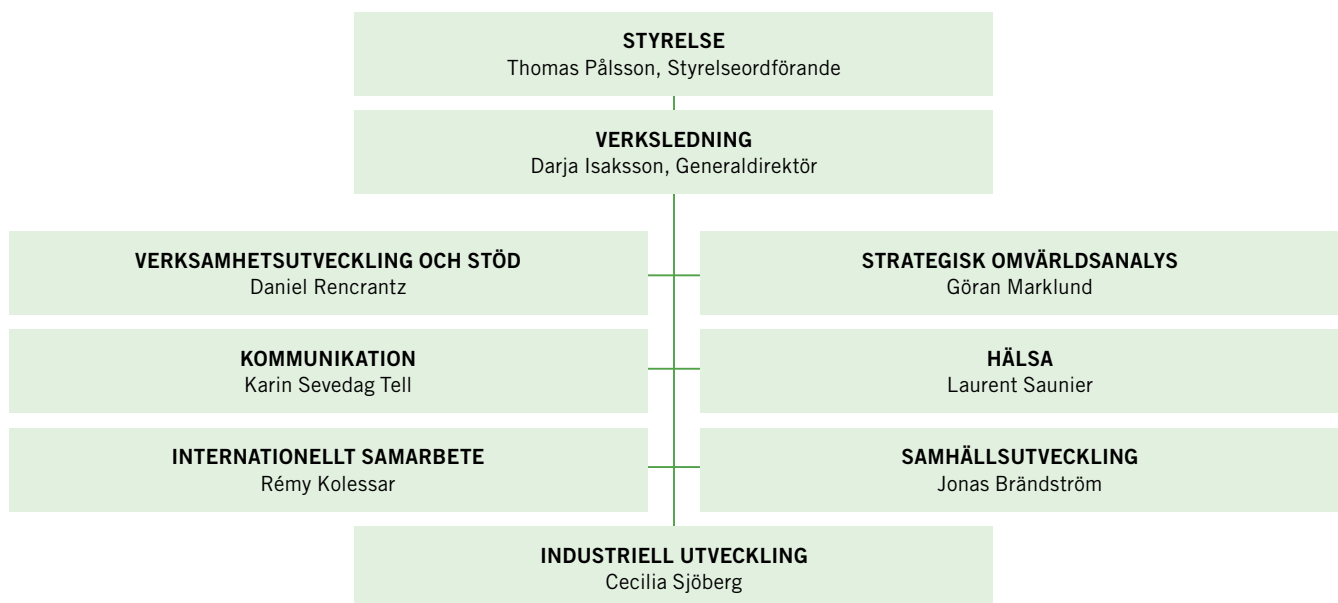 STYRELSE
Thomas Pålsson, Styrelseordförande
VERKSLEDNING
Darja Isaksson, Generaldirektör
VERKSAMHETSUTVECKLING OCH STÖD
Daniel Rencrantz
STRATEGISK OMVÄRLDSANALYS
Göran Marklund
KOMMUNIKATION
Karin Sevedag Tell
HÄLSA
Laurent Saunier
INTERNATIONELLT SAMARBETE
Rémy Kolessar
SAMHÄLLSUTVECKLING
Jonas Brändström
INDUSTRIELL UTVECKLING
Cecilia Sjöberg